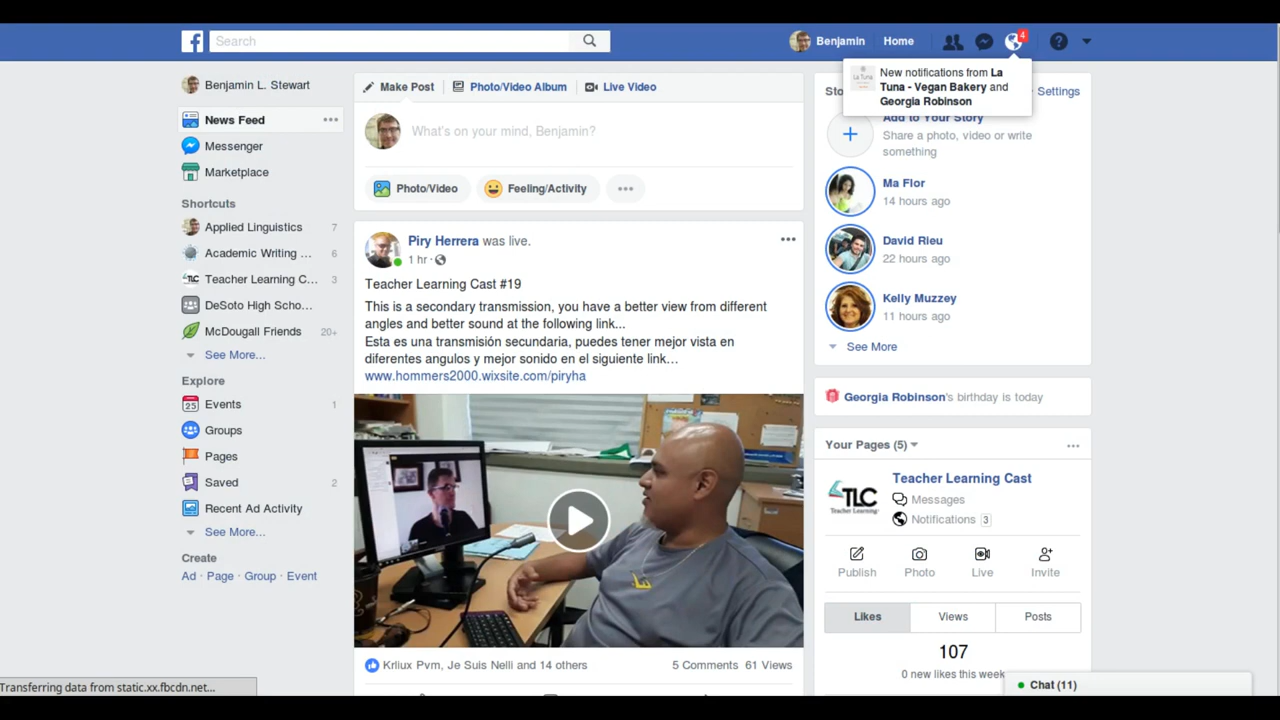 Search
Benjamin
Home
4
New notifications from La
Tuna - Vegan Bakery and
Georgia Robinson
Benjamin L. Stewart
News Feed
Messenger
Marketplace
Shortcuts
Applied Linguistics 7
Academic Writing ... 6
Teacher Learning C... 3
DeSoto High Scho...
McDougall Friends 20+
See More...
Explore
Events 1
Groups
Pages
Saved 2
Recent Ad Activity
See More...
Create
Ad · Page · Group · Event
Make Post Photo/Video Album Live Video
What's on your mind, Benjamin?
Photo/Video Feeling/Activity
Piry Herrera was live.
1 hr ·
Teacher Learning Cast #19
This is a secondary transmission, you have a better view from different
angles and better sound at the following link...
Esta es una transmisión secundaria, puedes tener mejor vista en
diferentes angulos y mejor sonido en el siguiente link...
www.hommers2000.wixsite.com/piryha
Krliux Pvm, Je Suis Nelli and 14 others
5 Comments 61 Views
Settings
Add to Your Story
Share a photo, video or write
something
Ma Flor
14 hours ago
David Rieu
22 hours ago
Kelly Muzzey
11 hours ago
See More
Georgia Robinson's birthday is today
Your Pages (5)
TLC
Teacher Learning Cast
Messages
Notifications 3
Publish Photo Live Invite
Likes Views Posts
107
0 new likes this week
Chat (11)
Transferring data from static.xx.fbcdn.net...